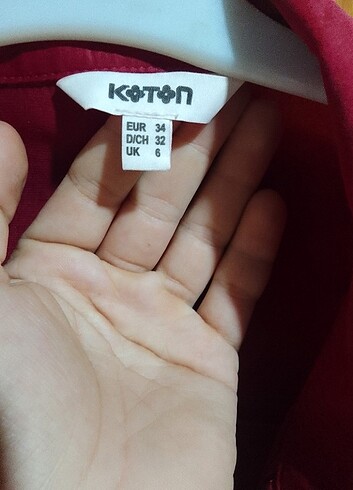 KOTON
EUR 34
D/CH 32
UK 6